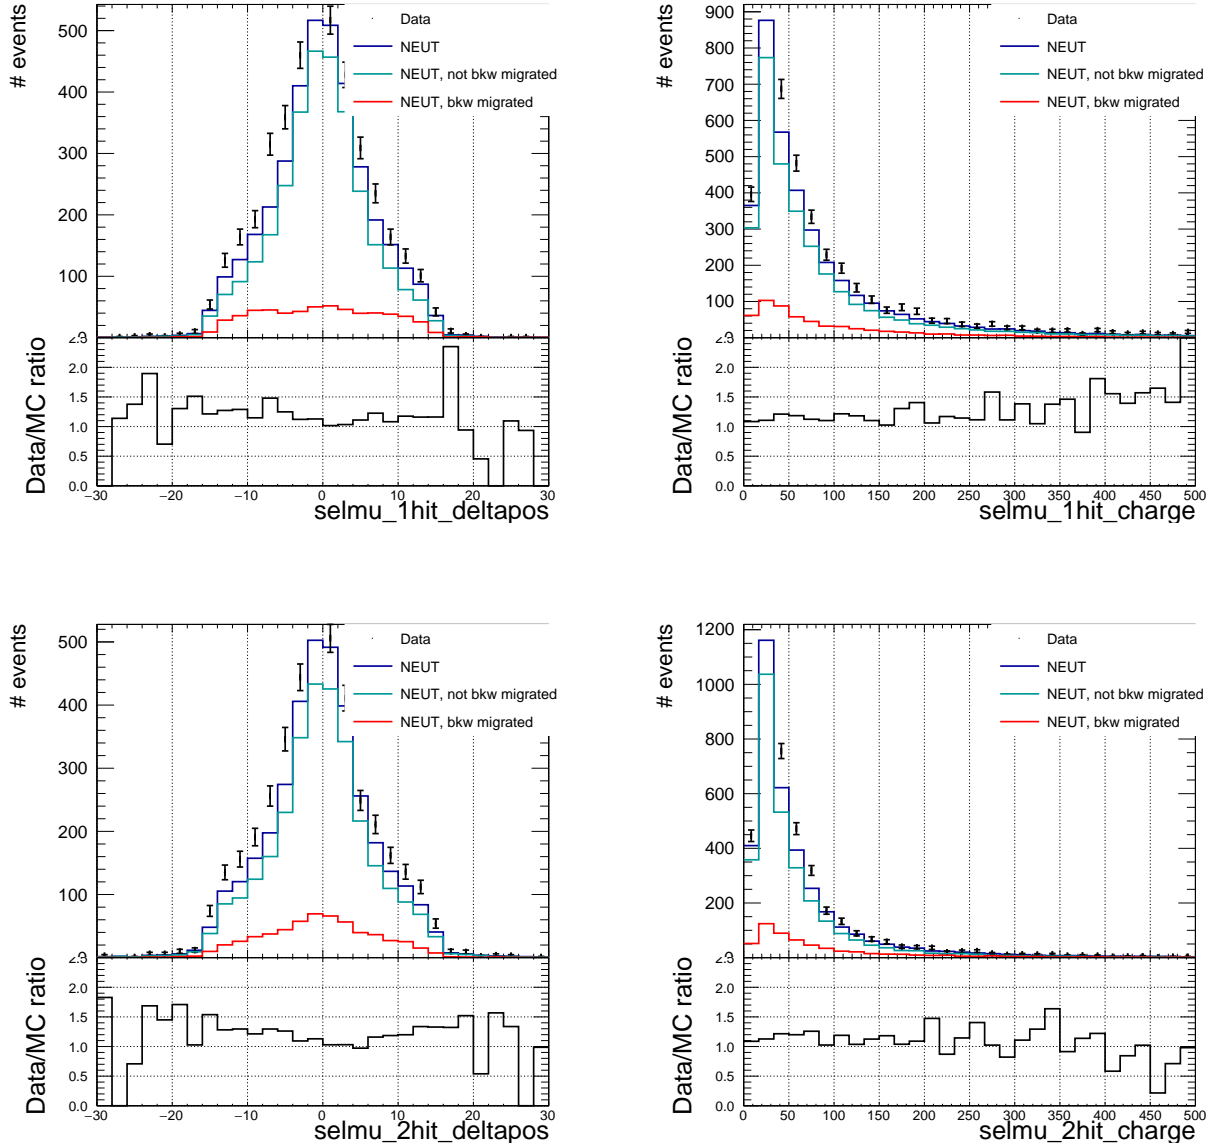 # events
500
400
300
200
100
Data
NEUT
NEUT, not bkw migrated
NEUT, bkw migrated
Data/MC ratio
2.0
1.5
1.0
0.5
0.0
−30 −20 −10 0 10 20 30
selmu_1hit_deltapos
# events
900
800
700
600
500
400
300
200
100
Data
NEUT
NEUT, not bkw migrated
NEUT, bkw migrated
Data/MC ratio
2.0
1.5
1.0
0.5
0.0
0 50 100 150 200 250 300 350 400 450 500
selmu_1hit_charge
# events
500
400
300
200
100
Data
NEUT
NEUT, not bkw migrated
NEUT, bkw migrated
Data/MC ratio
2.0
1.5
1.0
0.5
0.0
−30 −20 −10 0 10 20 30
selmu_2hit_deltapos
# events
1200
1000
800
600
400
200
Data
NEUT
NEUT, not bkw migrated
NEUT, bkw migrated
Data/MC ratio
2.0
1.5
1.0
0.5
0.0
0 50 100 150 200 250 300 350 400 450 500
selmu_2hit_charge